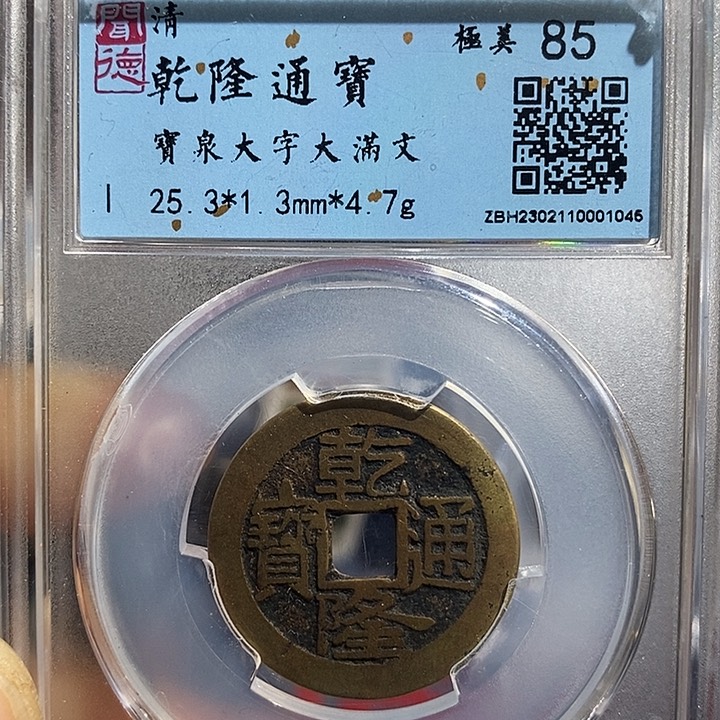 聞德
清
極美 85
乾隆通寶
寶泉大字大滿文
25.3*1.3mm*4.7g
ZBH2302110001046
乾隆通寶